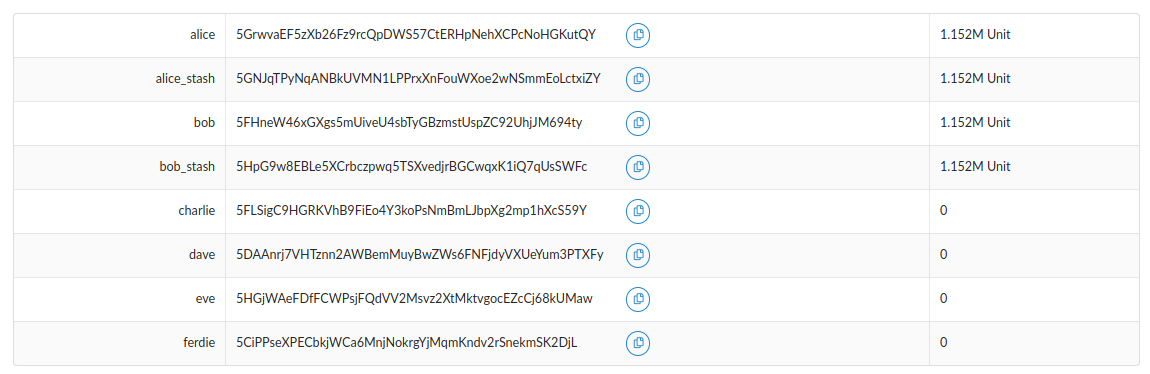 alice 5GrwvaEF5zXb26Fz9rcQpDWS57CtERHpNehXCPcNoHGKutQY 1.152M Unit
alice_stash 5GNJqTPyNqANBkUVMN1LPPrxXnFouWXoe2wNSmmEoLctxiZY 1.152M Unit
bob 5FHneW46xGXgs5mUiveU4sbTyGBzmstUspZC92UhjJM694ty 1.152M Unit
bob_stash 5HpG9w8EBLe5XCrbczpwq5TSXvedjrBGCwqxK1iQ7qUsSWFc 1.152M Unit
charlie 5FLSigC9HGRKVhB9FiEo4Y3koPsNmBmLJbpXg2mp1hXcS59Y 0
dave 5DAAnrj7VHTznn2AWBemMuyBwZWs6FNFjdyVXUeYum3PTXFy 0
eve 5HGjWAeFDfFCWPsjFQdVV2Msvz2XtMktvgocEZcCj68kUMaw 0
ferdie 5CiPPseXPECbkjWCa6MnjNokrgYjMqmKndv2rSnekmSK2DjL 0